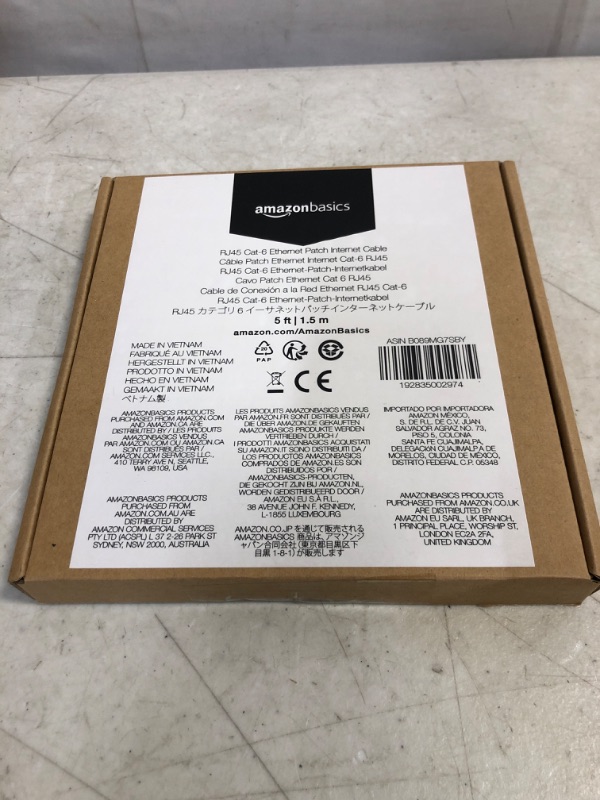 amazonbasics
RJ45 Cat-6 Ethernet Patch Internet Cable
Câble Patch Ethernet Internet Cat-6 RJ45
RJ45 Cat-6 Ethernet-Patch-Internetkabel
Cavo Patch Ethernet Cat 6 RJ45
Cable de Conexión a la Red Ethernet RJ45 Cat-6
RJ45 Cat-6 Ethernet-Patch-Internetkabel
RJ45 カテゴリ 6 イーサネットパッチインターネットケーブル
5 ft | 1.5 m
amazon.com/AmazonBasics
MADE IN VIETNAM
FABRIQUÉ AU VIETNAM
HERGESTELLT IN VIETNAM
PRODOTTO IN VIETNAM
HECHO EN VIETNAM
GEMAAKT IN VIETNAM
ベトナム製
20
PAP
CE
ASIN B089MG7SBY
192835002974
AMAZONBASICS PRODUCTS
PURCHASED FROM AMAZON.COM
AND AMAZON.CA ARE
DISTRIBUTED BY / LES PRODUITS
AMAZONBASICS VENDUS
PAR AMAZON.COM OU AMAZON.CA
SONT DISTRIBUÉS PAR /
AMAZON.COM SERVICES LLC.,
410 TERRY AVE N, SEATTLE,
WA 98109, USA
LES PRODUITS AMAZONBASICS VENDUS
PAR AMAZON.FR SONT DISTRIBUÉS PAR /
DIE ÜBER AMAZON.DE GEKAUFTEN
AMAZONBASICS PRODUKTE WERDEN
VERTRIEBEN DURCH /
I PRODOTTI AMAZONBASICS ACQUISTATI
SU AMAZON.IT SONO DISTRIBUITI DA /
LOS PRODUCTOS AMAZONBASICS
COMPRADOS DE AMAZON.ES SON
DISTRIBUIDOS POR /
AMAZONBASICS-PRODUCTEN,
DIE GEKOCHT ZIJN BIJ AMAZON.NL,
WORDEN GEDISTRIBUEERD DOOR /
AMAZON EU S.À R.L.,
38 AVENUE JOHN F. KENNEDY,
L-1855 LUXEMBOURG
IMPORTADO POR IMPORTADORA
AMAZON MÉXICO,
S. DE R.L. DE C.V. JUAN
SALVADOR AGRAZ NO. 73,
PISO 5, COLONIA
SANTA FE CUAJIMALPA,
DELEGACIÓN CUAJIMALPA DE
MORELOS, CIUDAD DE MÉXICO,
DISTRITO FEDERAL C.P. 05348
AMAZONBASICS PRODUCTS
PURCHASED FROM
AMAZON.COM.AU ARE
DISTRIBUTED BY
AMAZON COMMERCIAL SERVICES
PTY LTD (ACSPL) L 37 2-26 PARK ST
SYDNEY, NSW 2000, AUSTRALIA
AMAZON.CO.JP を通じて販売される
AMAZONBASICS 商品は、アマゾンジ
ャパン合同会社 (東京都目黒区下
目黒 1-8-1) が販売します
AMAZONBASICS PRODUCTS
PURCHASED FROM AMAZON.CO.UK
ARE DISTRIBUTED BY
AMAZON EU SARL, UK BRANCH,
1 PRINCIPAL PLACE, WORSHIP ST,
LONDON EC2A 2FA,
UNITED KINGDOM